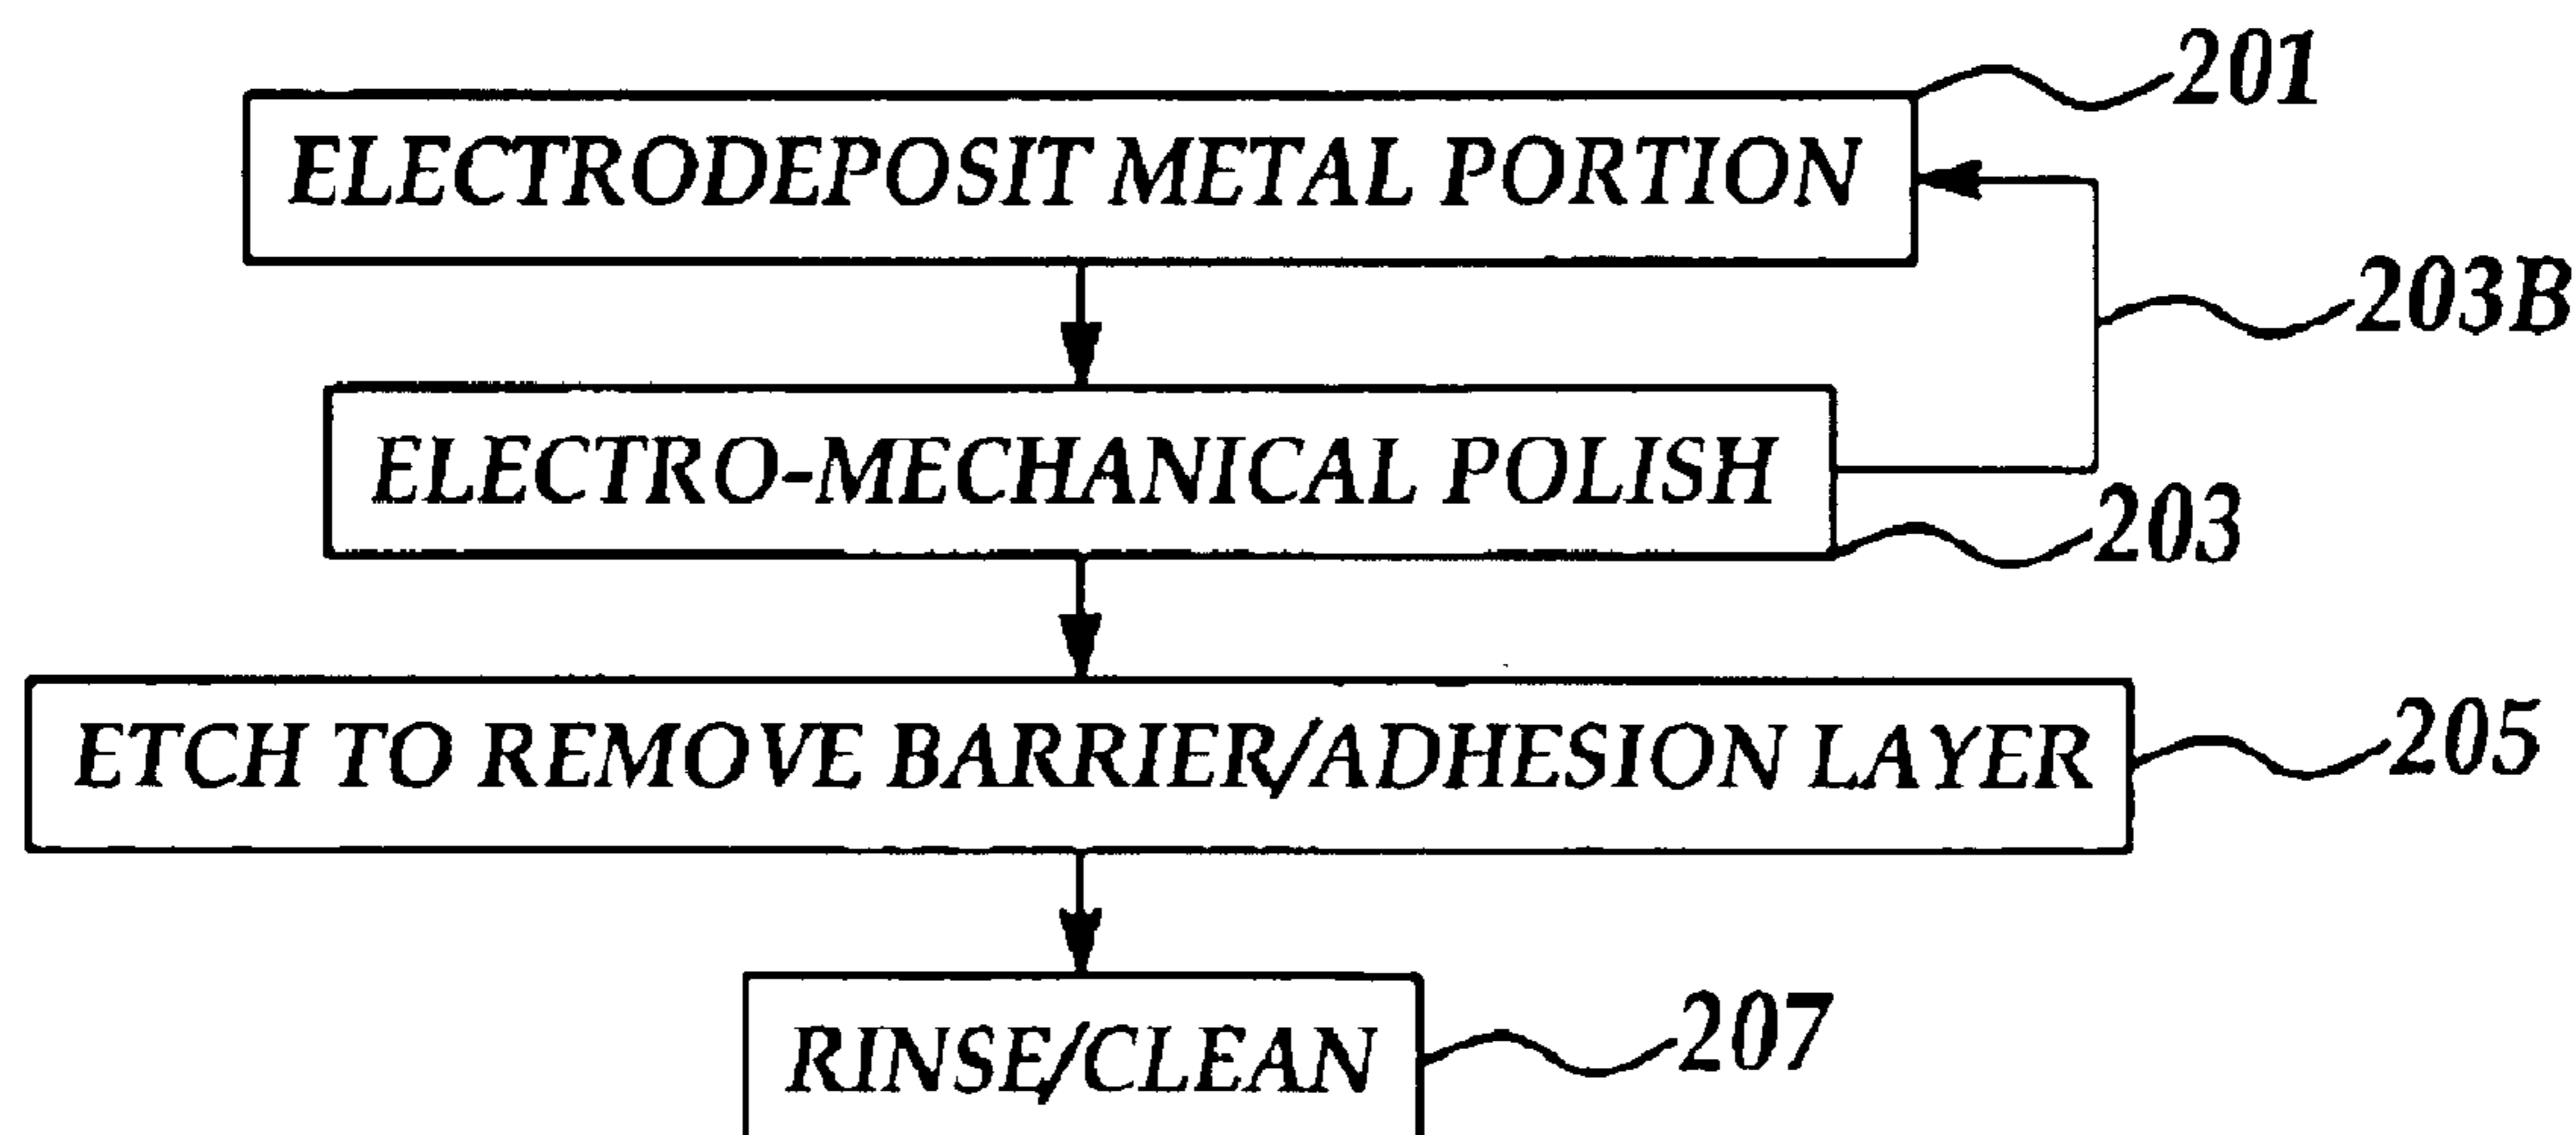 201
ELECTRODEPOSIT METAL PORTION
203B
ELECTRO-MECHANICAL POLISH
203
ETCH TO REMOVE BARRIER/ADHESION LAYER
205
RINSE/CLEAN
207